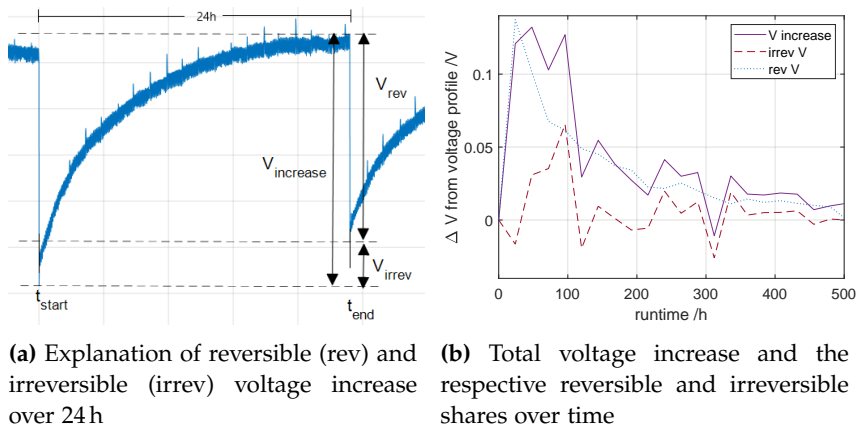 24h
V_rev
V_increase
V_irrev
t_start
t_end
(a) Explanation of reversible (rev) and
irreversible (irrev) voltage increase
over 24 h
V increase
irrev V
rev V
Δ V from voltage profile /V
0.1
0.05
0
0
100
200
300
400
500
runtime /h
(b) Total voltage increase and the
respective reversible and irreversible
shares over time